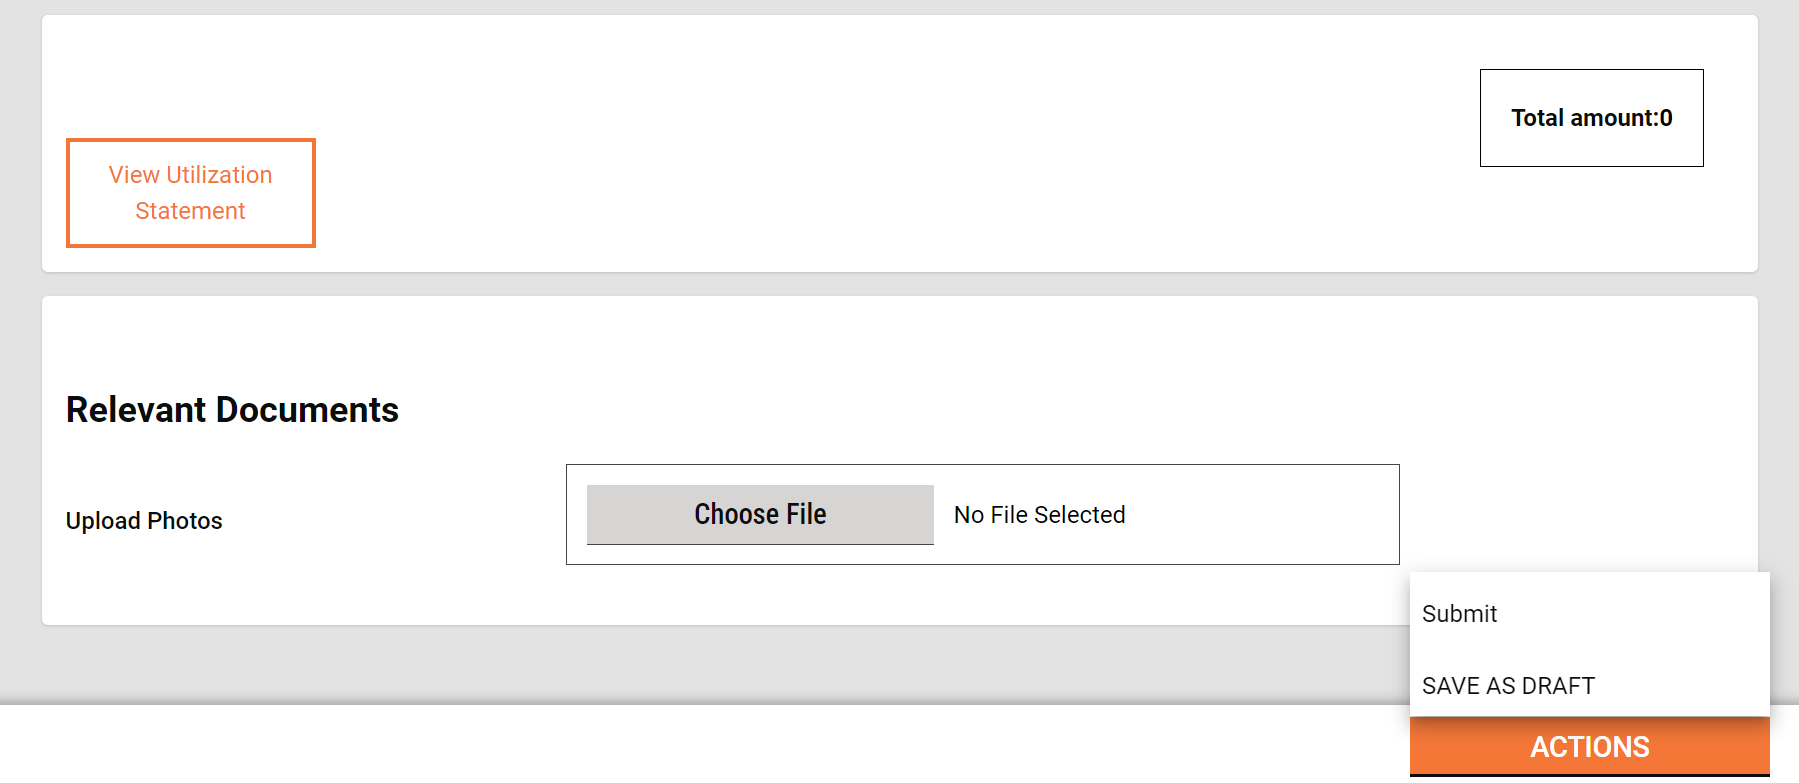 Total amount:0
View Utilization
Statement
Relevant Documents
Upload Photos
Choose File
No File Selected
Submit
SAVE AS DRAFT
ACTIONS